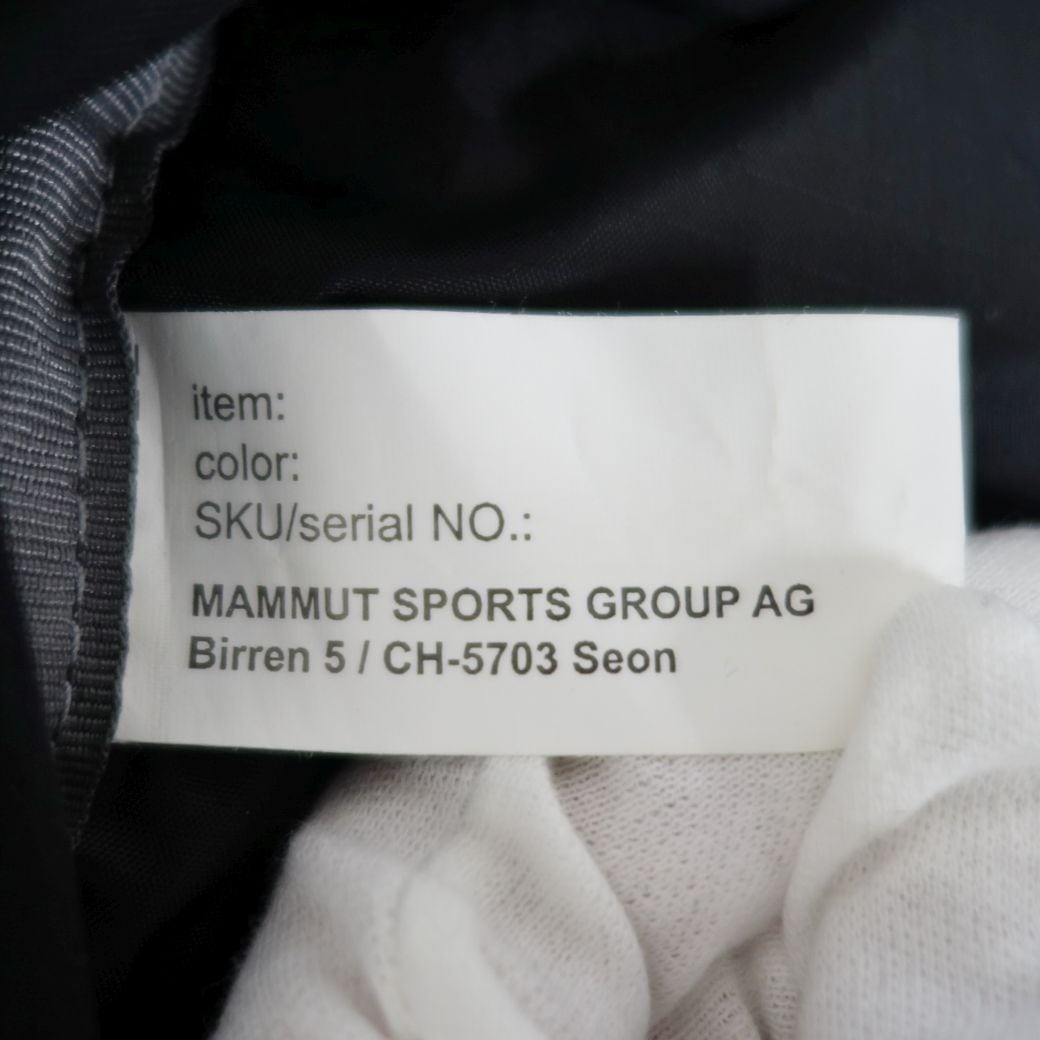 item:
color:
SKU/serial NO.:
MAMMUT SPORTS GROUP AG
Birren 5 / CH-5703 Seon